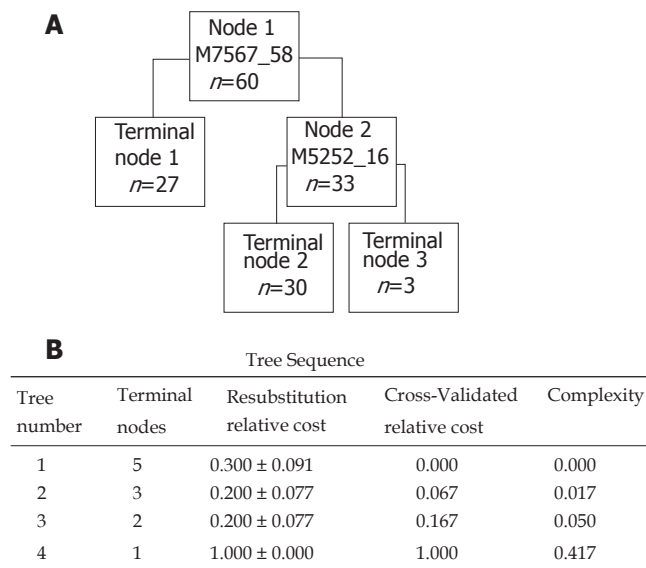 A
Node 1
M7567_58
n=60
Terminal
node 1
n=27
Node 2
M5252_16
n=33
Terminal
node 2
n=30
Terminal
node 3
n=3
B
Tree Sequence
Tree number Terminal nodes Resubstitution relative cost Cross-Validated relative cost Complexity
1 5 0.300 ± 0.091 0.000 0.000
2 3 0.200 ± 0.077 0.067 0.017
3 2 0.200 ± 0.077 0.167 0.050
4 1 1.000 ± 0.000 1.000 0.417